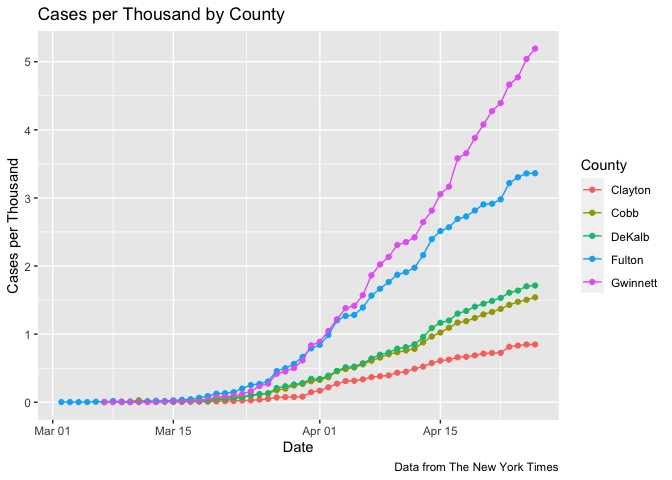 Cases per Thousand by County
Cases per Thousand
5
4
3
2
1
0
Mar 01
Mar 15
Apr 01
Apr 15
Date
County
Clayton
Cobb
DeKalb
Fulton
Gwinnett
Data from The New York Times